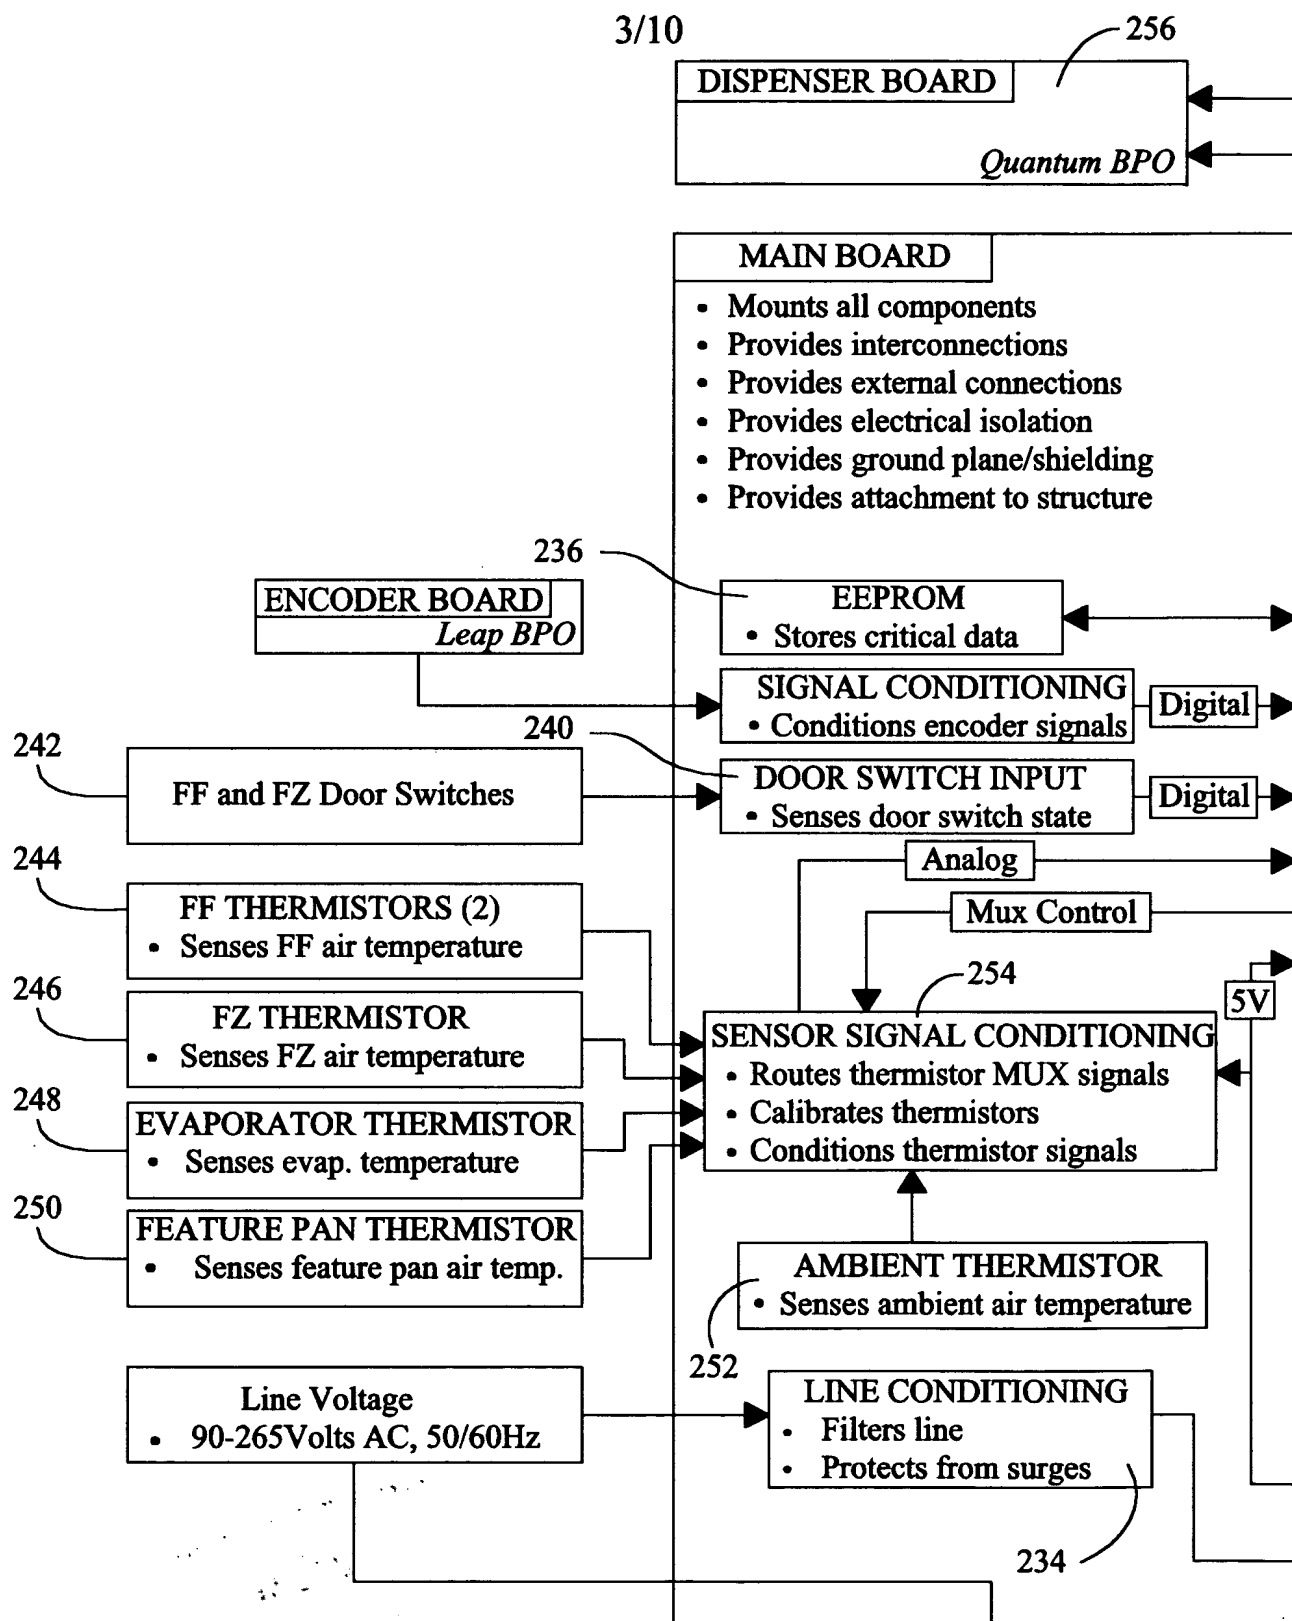 3/10
256
DISPENSER BOARD
Quantum BPO
MAIN BOARD
• Mounts all components
• Provides interconnections
• Provides external connections
• Provides electrical isolation
• Provides ground plane/shielding
• Provides attachment to structure
236
ENCODER BOARD
Leap BPO
EEPROM
• Stores critical data
SIGNAL CONDITIONING
• Conditions encoder signals
Digital
242
240
FF and FZ Door Switches
DOOR SWITCH INPUT
• Senses door switch state
Digital
244
Analog
FF THERMISTORS (2)
• Senses FF air temperature
Mux Control
246
254
5V
FZ THERMISTOR
• Senses FZ air temperature
SENSOR SIGNAL CONDITIONING
• Routes thermistor MUX signals
• Calibrates thermistors
• Conditions thermistor signals
248
EVAPORATOR THERMISTOR
• Senses evap. temperature
250
FEATURE PAN THERMISTOR
• Senses feature pan air temp.
AMBIENT THERMISTOR
• Senses ambient air temperature
252
Line Voltage
• 90-265Volts AC, 50/60Hz
LINE CONDITIONING
• Filters line
• Protects from surges
234